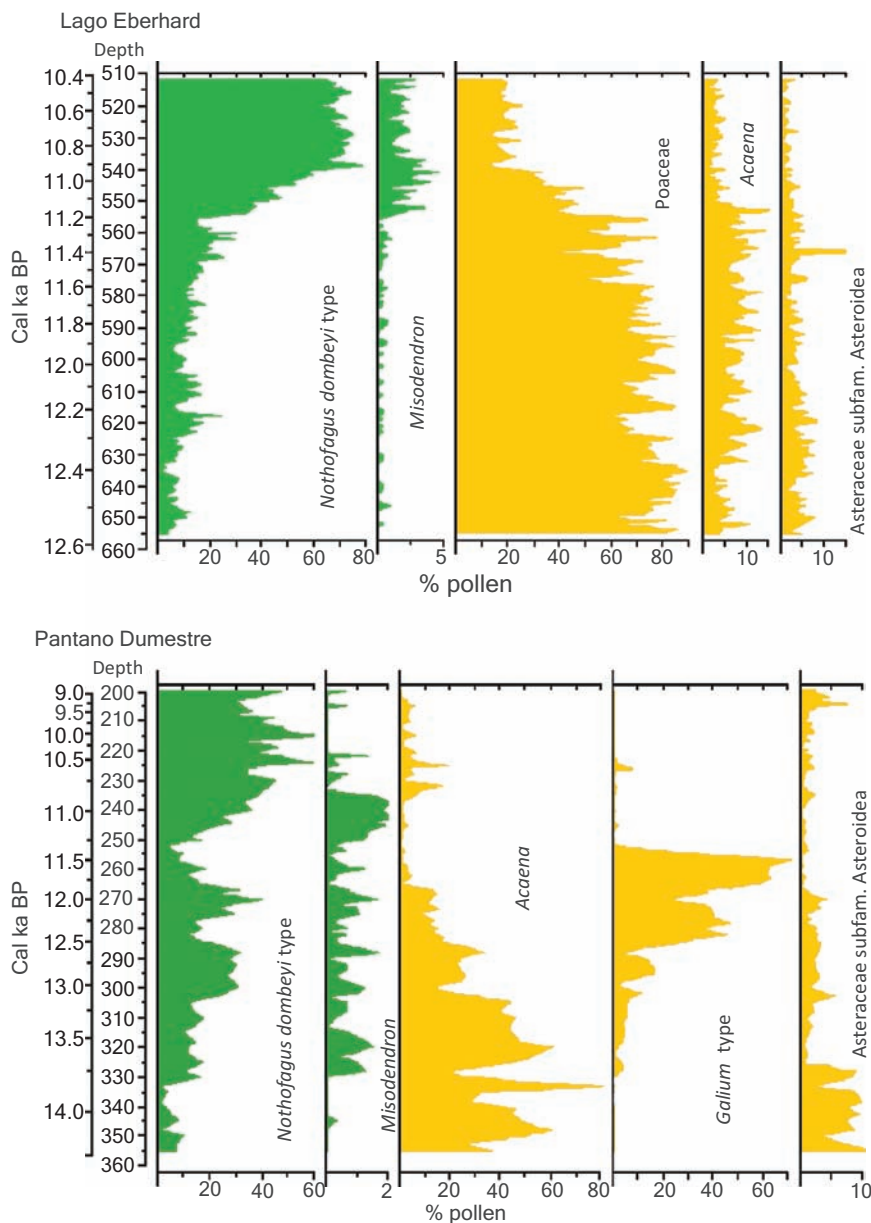 Lago Eberhard
Depth
Cal ka BP
10.4
10.6
10.8
11.0
11.2
11.4
11.6
11.8
12.0
12.2
12.4
12.6
510
520
530
540
550
560
570
580
590
600
610
620
630
640
650
660
Nothofagus dombeyi type
Misodendron
Poaceae
Acaena
Asteraceae subfam. Asteroidea
20 40 60 80 5 20 40 60 80 10 10
% pollen
Pantano Dumestre
Depth
Cal ka BP
9.0
9.5
10.0
10.5
11.0
11.5
12.0
12.5
13.0
13.5
14.0
200
210
220
230
240
250
260
270
280
290
300
310
320
330
340
350
360
Nothofagus dombeyi type
Misodendron
Acaena
Galium type
Asteraceae subfam. Asteroidea
20 40 60 2 20 40 60 80 20 40 60 10
% pollen